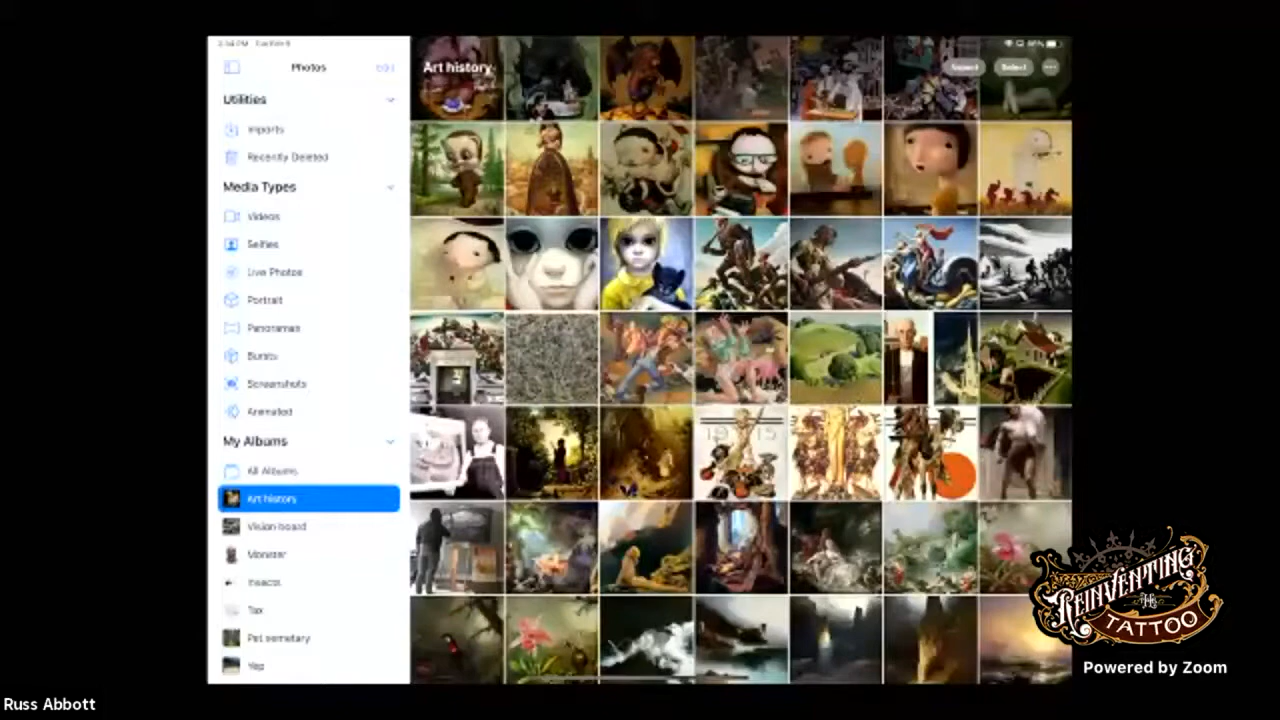 Photos
Art history
Select
Utilities
Imports
Recently Deleted
Media Types
Videos
Selfies
Live Photos
Portrait
Panoramas
Bursts
Screenshots
Animated
My Albums
All Albums
Art history
Vision board
Monster
Insects
Tax
Pet sematary
Yep
REINVENTING
THE
TATTOO
Powered by Zoom
Russ Abbott